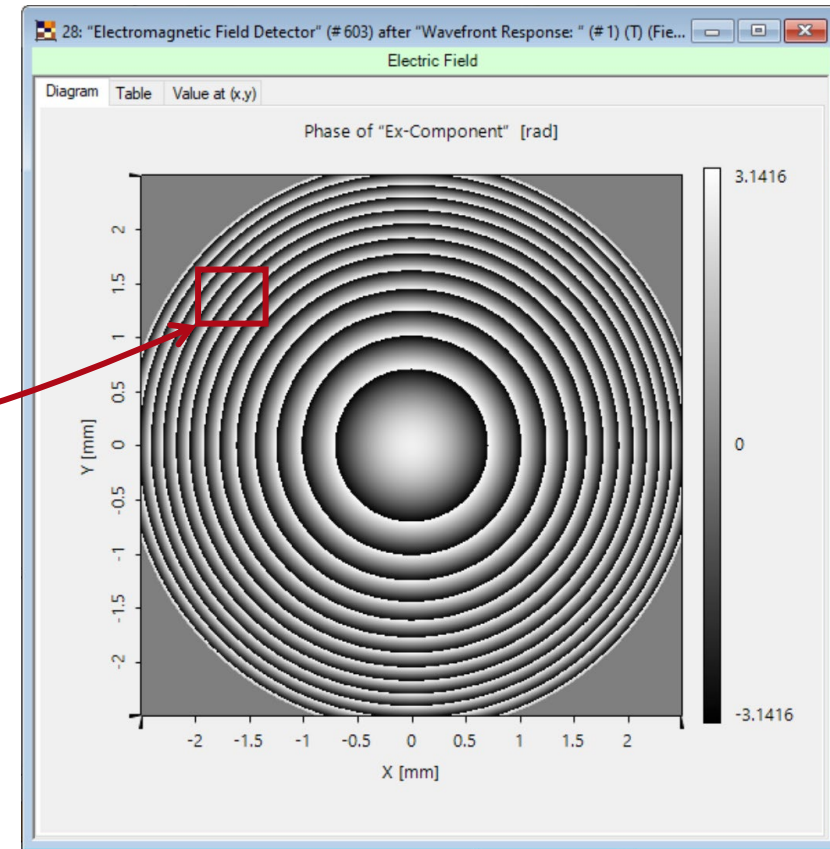 28: "Electromagnetic Field Detector" (# 603) after "Wavefront Response: " (# 1) (T) (Fie...
Electric Field
Diagram Table Value at (x,y)
Phase of "Ex-Component" [rad]
3.1416
0
-3.1416
2
1.5
1
0.5
0
-0.5
-1
-1.5
-2
Y [mm]
-2 -1.5 -1 -0.5 0 0.5 1 1.5 2
X [mm]